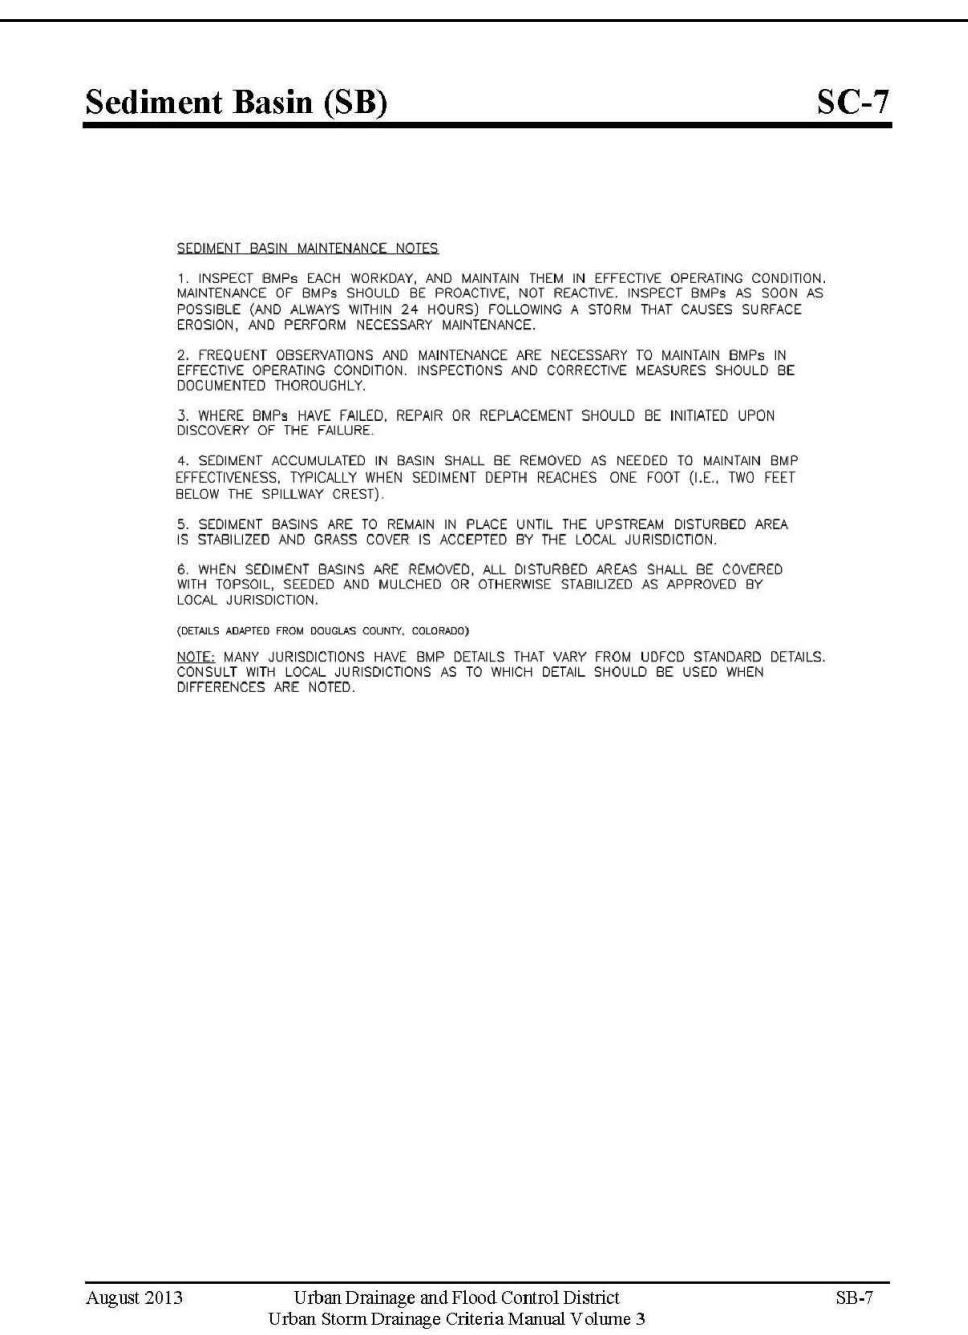 Sediment Basin (SB) SC-7
SEDIMENT BASIN MAINTENANCE NOTES
1. INSPECT BMPs EACH WORKDAY, AND MAINTAIN THEM IN EFFECTIVE OPERATING CONDITION.
MAINTENANCE OF BMPs SHOULD BE PROACTIVE, NOT REACTIVE. INSPECT BMPs AS SOON AS
POSSIBLE (AND ALWAYS WITHIN 24 HOURS) FOLLOWING A STORM THAT CAUSES SURFACE
EROSION, AND PERFORM NECESSARY MAINTENANCE.
2. FREQUENT OBSERVATIONS AND MAINTENANCE ARE NECESSARY TO MAINTAIN BMPs IN
EFFECTIVE OPERATING CONDITION. INSPECTIONS AND CORRECTIVE MEASURES SHOULD BE
DOCUMENTED THOROUGHLY.
3. WHERE BMPs HAVE FAILED, REPAIR OR REPLACEMENT SHOULD BE INITIATED UPON
DISCOVERY OF THE FAILURE.
4. SEDIMENT ACCUMULATED IN BASIN SHALL BE REMOVED AS NEEDED TO MAINTAIN BMP
EFFECTIVENESS, TYPICALLY WHEN SEDIMENT DEPTH REACHES ONE FOOT (I.E., TWO FEET
BELOW THE SPILLWAY CREST).
5. SEDIMENT BASINS ARE TO REMAIN IN PLACE UNTIL THE UPSTREAM DISTURBED AREA
IS STABILIZED AND GRASS COVER IS ACCEPTED BY THE LOCAL JURISDICTION.
6. WHEN SEDIMENT BASINS ARE REMOVED, ALL DISTURBED AREAS SHALL BE COVERED
WITH TOPSOIL, SEEDED AND MULCHED OR OTHERWISE STABILIZED AS APPROVED BY
LOCAL JURISDICTION.
(DETAILS ADAPTED FROM DOUGLAS COUNTY, COLORADO)
NOTE: MANY JURISDICTIONS HAVE BMP DETAILS THAT VARY FROM UDFCD STANDARD DETAILS.
CONSULT WITH LOCAL JURISDICTIONS AS TO WHICH DETAIL SHOULD BE USED WHEN
DIFFERENCES ARE NOTED.
August 2013 Urban Drainage and Flood Control District SB-7
Urban Storm Drainage Criteria Manual Volume 3